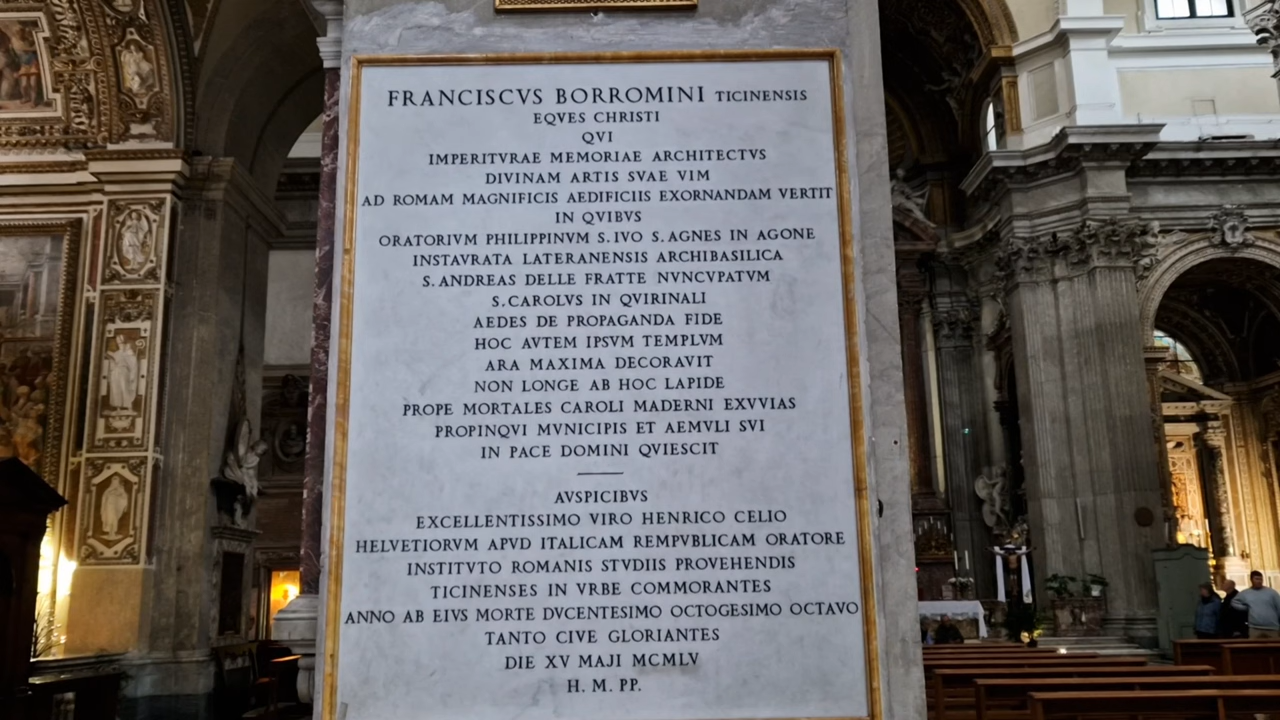 FRANCISCVS BORROMINI TICINENSIS
EQVES CHRISTI
QVI
IMPERITVRAE MEMORIAE ARCHITECTVS
DIVINAM ARTIS SVAE VIM
AD ROMAM MAGNIFICIS AEDIFICIIS EXORNANDAM VERTIT
IN QVIBVS
ORATORIVM PHILIPPINVM S. IVO S. AGNES IN AGONE
INSTAVRATA LATERANENSIS ARCHIBASILICA
S. ANDREAS DELLE FRATTE NVNCVPATVM
S. CAROLVS IN QVIRINALI
AEDES DE PROPAGANDA FIDE
HOC AVTEM IPSVM TEMPLVM
ARA MAXIMA DECORAVIT
NON LONGE AB HOC LAPIDE
PROPE MORTALES CAROLI MADERNI EXVVIAS
PROPINQVI MVNICIPIS ET AEMVLI SVI
IN PACE DOMINI QVIESCIT
AVSPICIBVS
EXCELLENTISSIMO VIRO HENRICO CELIO
HELVETIORVM APVD ITALICAM REMPVBLICAM ORATORE
INSTITVTO ROMANIS STVDIIS PROVEHENDIS
TICINENSES IN VRBE COMMORANTES
ANNO AB EIVS MORTE DVCENTESIMO OCTOGESIMO OCTAVO
TANTO CIVE GLORIANTES
DIE XV MAJI MCMLV
H. M. PP.